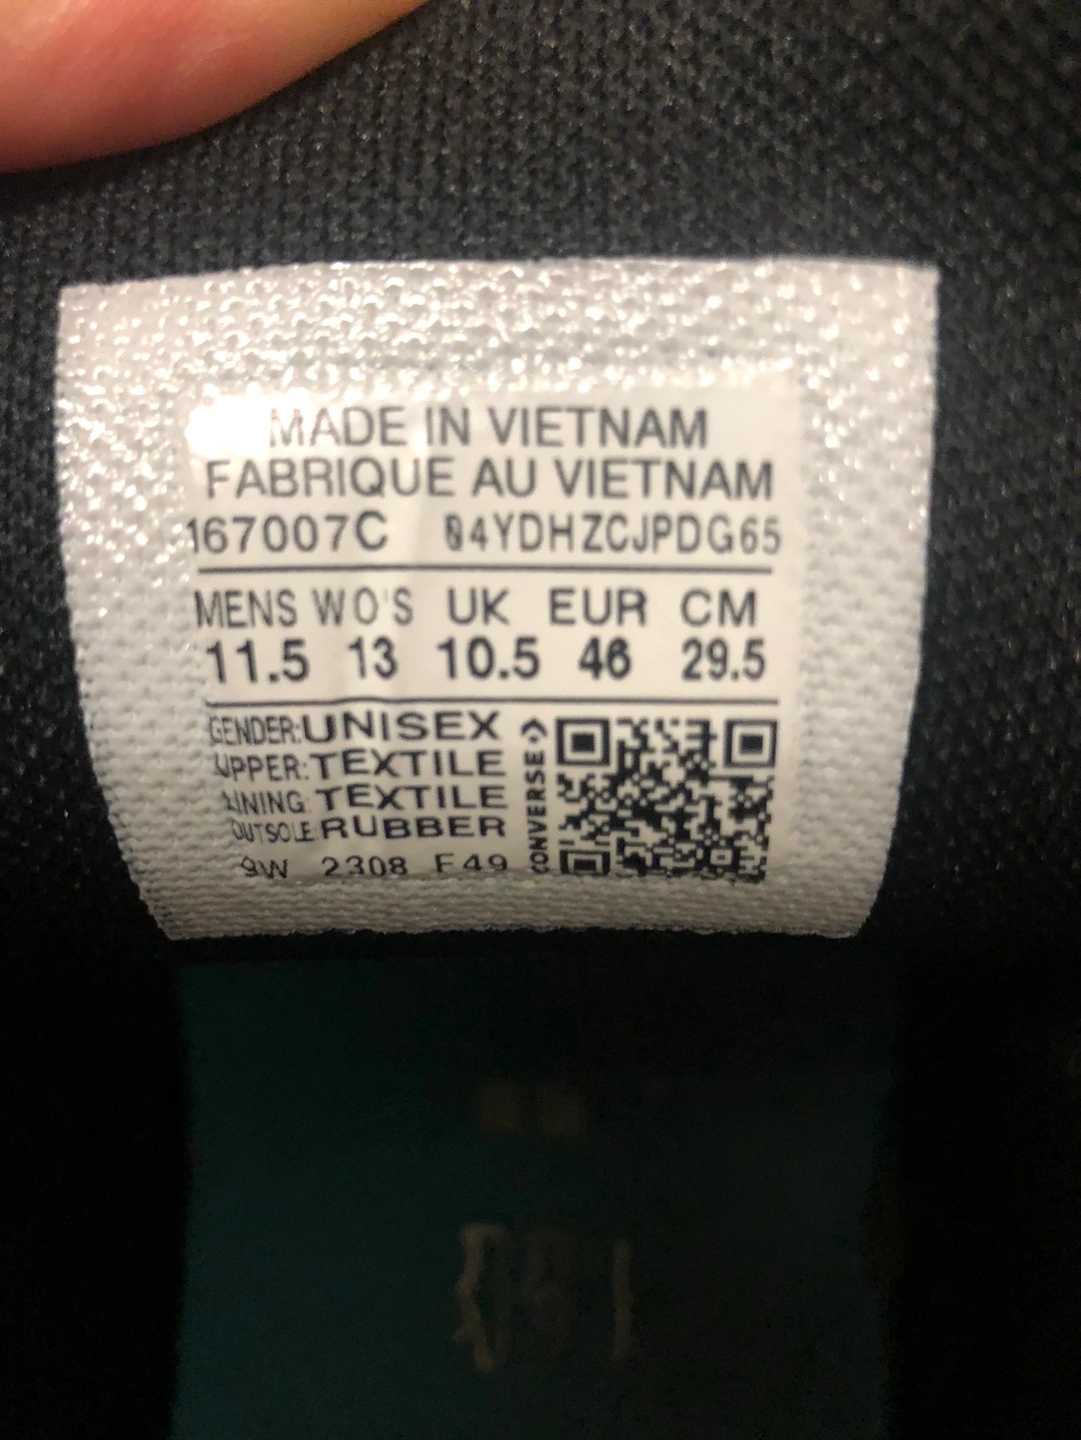 MADE IN VIETNAM
FABRIQUE AU VIETNAM
167007C 04YDHZCJPDG65
MENS WO'S UK EUR CM
11.5 13 10.5 46 29.5
GENDER:UNISEX
UPPER:TEXTILE
LINING:TEXTILE
OUTSOLE:RUBBER
9W 2308 F49
CONVERSE